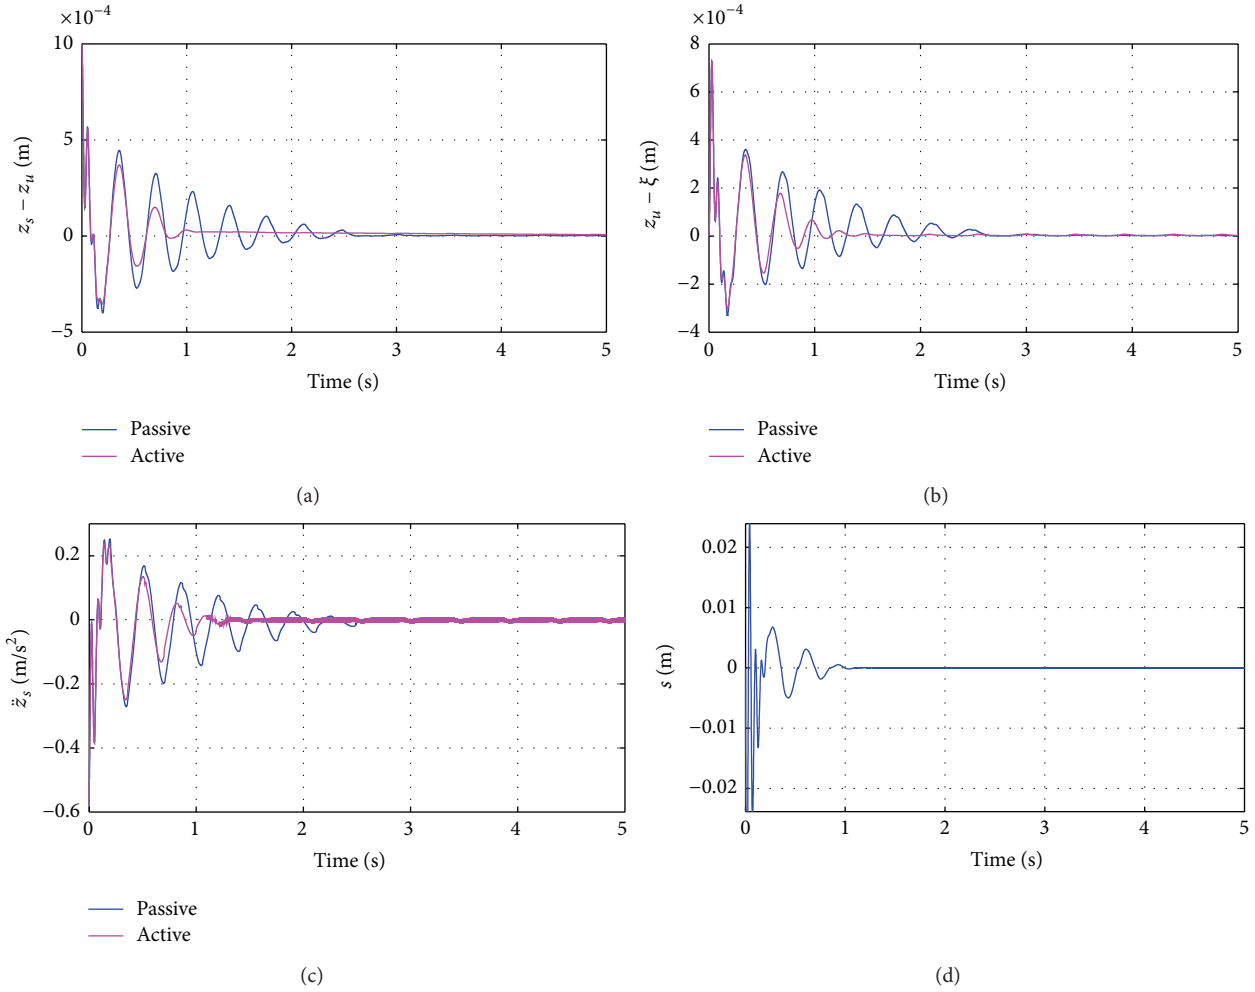 ×10⁻⁴
10
5
0
−5
z_s − z_u (m)
0 1 2 3 4 5
Time (s)
Passive
Active
(a)
×10⁻⁴
8
6
4
2
0
−2
−4
z_u − ξ (m)
0 1 2 3 4 5
Time (s)
Passive
Active
(b)
0.2
0
−0.2
−0.4
−0.6
z̈_s (m/s²)
0 1 2 3 4 5
Time (s)
Passive
Active
(c)
0.02
0.01
0
−0.01
−0.02
s (m)
0 1 2 3 4 5
Time (s)
(d)